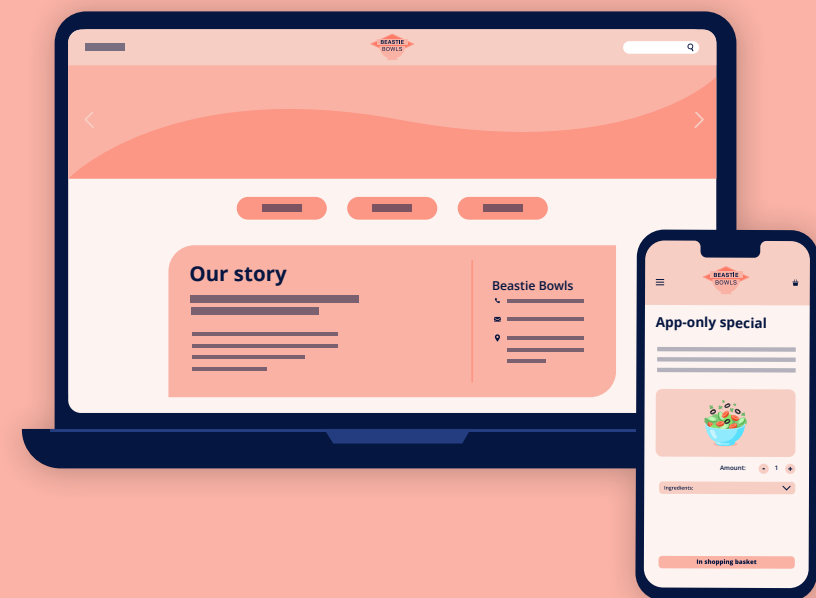 BEASTIE
BOWLS
Our story
Beastie Bowls
BEASTIE
BOWLS
App-only special
Amount:
- 1 +
Ingredients:
In shopping basket